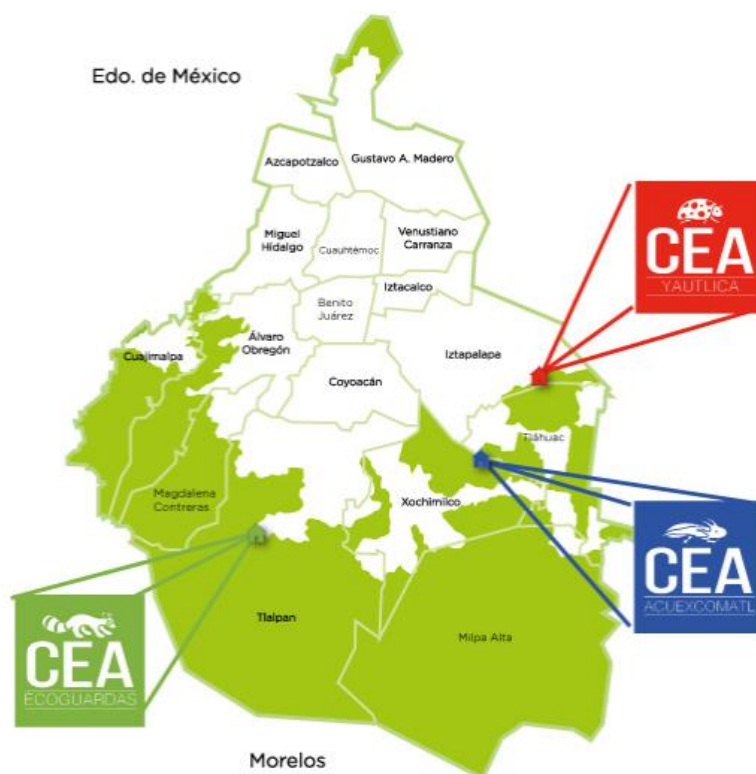 Edo. de México
Azcapotzalco
Gustavo A. Madero
Miguel
Hidalgo
Cuauhtémoc
Venustiano
Carranza
CEA
YAUTLICA
Benito
Juárez
Iztacalco
Cuajimalpa
Álvaro
Obregón
Iztapalapa
Coyoacán
Tláhuac
Magdalena
Contreras
Xochimilco
CEA
ACUEXCOMATL
Tlalpan
Milpa Alta
CEA
ECOGUARDAS
Morelos